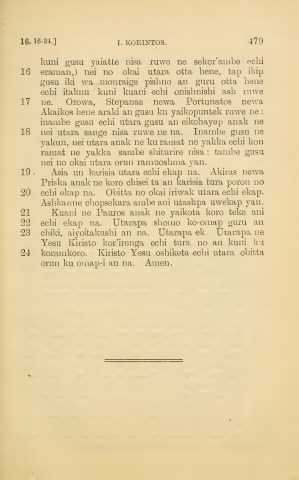 16. 16-24.] I. KORINTOS. 479
kuni gusu yaiatte nisa ruwe ne sekor'ambe echi
16 eraman,) nei no okai utara otta hene, tap ikip
gusu iki wa monraige pishno an guru otta hene
echi itaknu kuni kuani echi onishnishi ash ruwe
17 ne. Orowa, Stepanas newa Portunatos newa
Akaikos hene araki an gusu ku yaikopuntek ruwe ne:
inambe gusu echi utara gusu an eikohayep anak ne
18 nei utara sange nisa ruwe ne na. Inambe gusu ne
yakun, nei utara anak ne ku ramat ne yakka echi kon
ramat ne yakka sambe shiturire nisa: tambe gusu
nei no okai utara orun ramuoshma yan.
19 Asia un karisia utara echi ekap na. Akiras newa
Priska anak ne koro chisei ta an karisia tura poron no
20 echi ekap na. Obitta no okai iriwak utara echi ekap.
Ashkanne chopsekara ambe ani utashpa uwekap yan.
21 Kuani ne Pauros anak ne yaikota koro teke ani
22 echi ekap na. Utarapa shomo ko-omap guru an
23 chiki, aiyoitakushi an na. Utarapa ek. Utarapa ne
Yesu Kiristo kor'irenga echi tura no an kuni ku
24 koramkoro. Kiristo Yesu oshiketa echi utara obitta
orun ku omap-i an na. Amen.